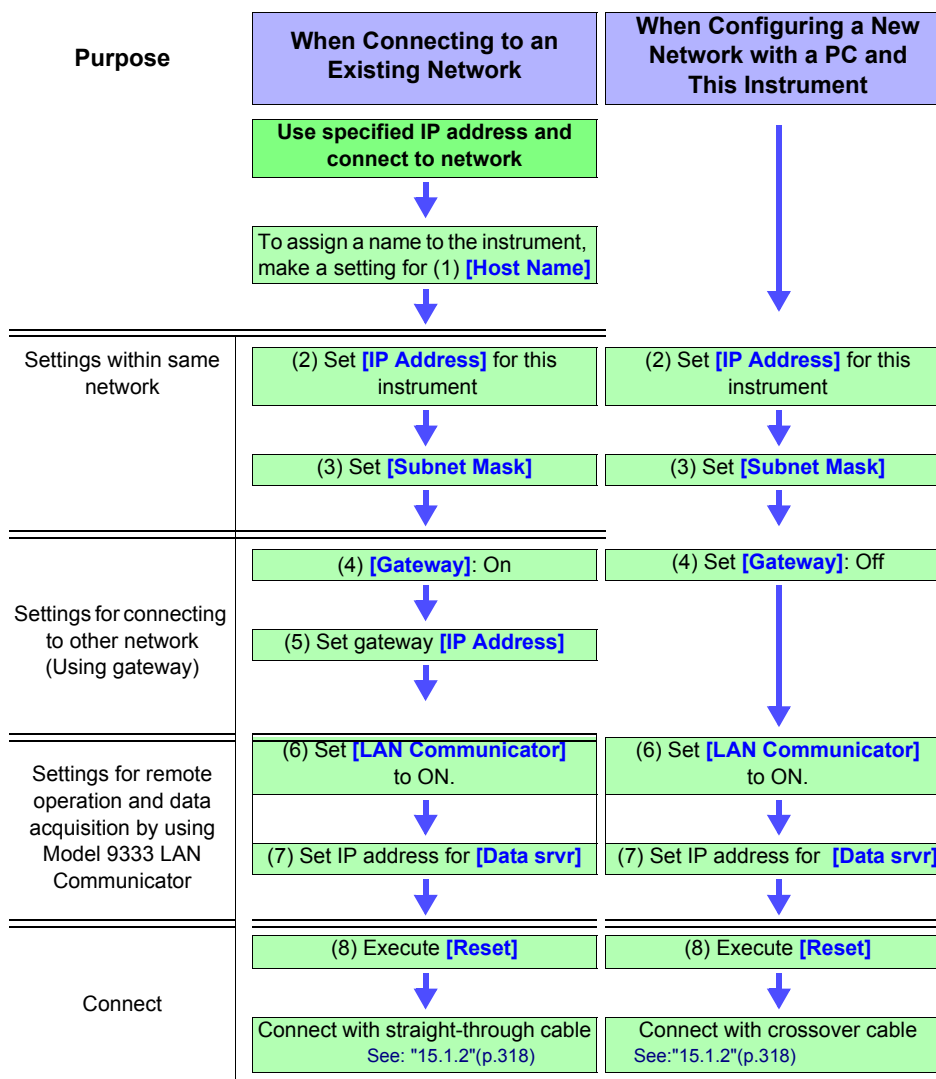 Purpose
When Connecting to an
Existing Network
When Configuring a New
Network with a PC and
This Instrument
Use specified IP address and
connect to network
To assign a name to the instrument,
make a setting for (1) [Host Name]
Settings within same
network
(2) Set [IP Address] for this
instrument
(2) Set [IP Address] for this
instrument
(3) Set [Subnet Mask]
(3) Set [Subnet Mask]
Settings for connecting
to other network
(Using gateway)
(4) [Gateway]: On
(4) Set [Gateway]: Off
(5) Set gateway [IP Address]
Settings for remote
operation and data
acquisition by using
Model 9333 LAN
Communicator
(6) Set [LAN Communicator]
to ON.
(6) Set [LAN Communicator]
to ON.
(7) Set IP address for [Data srvr]
(7) Set IP address for [Data srvr]
Connect
(8) Execute [Reset]
(8) Execute [Reset]
Connect with straight-through cable
See: "15.1.2"(p.318)
Connect with crossover cable
See:"15.1.2"(p.318)